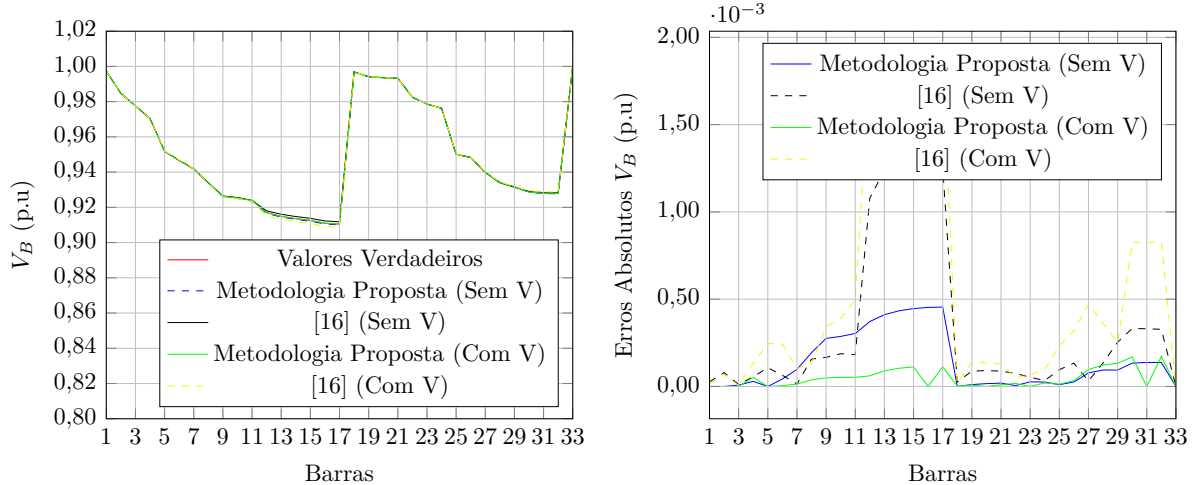 1,02
1,00
0,98
0,96
0,94
0,92
0,90
0,88
0,86
0,84
0,82
0,80
1 3 5 7 9 11 13 15 17 19 21 23 25 27 29 31 33
Barras
V_B (p.u)
Valores Verdadeiros
Metodologia Proposta (Sem V)
[16] (Sem V)
Metodologia Proposta (Com V)
[16] (Com V)
·10⁻³
2,00
1,50
1,00
0,50
0,00
1 3 5 7 9 11 13 15 17 19 21 23 25 27 29 31 33
Barras
Erros Absolutos V_B (p.u)
Metodologia Proposta (Sem V)
[16] (Sem V)
Metodologia Proposta (Com V)
[16] (Com V)